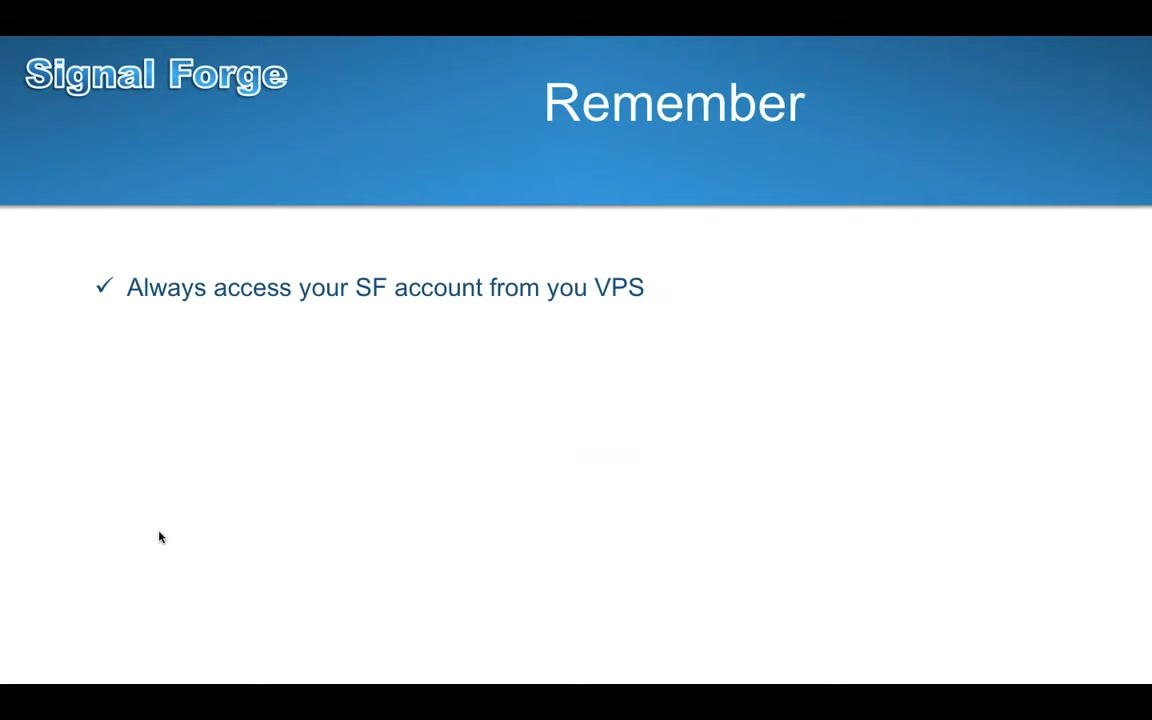 Signal Forge
Remember
✓ Always access your SF account from you VPS